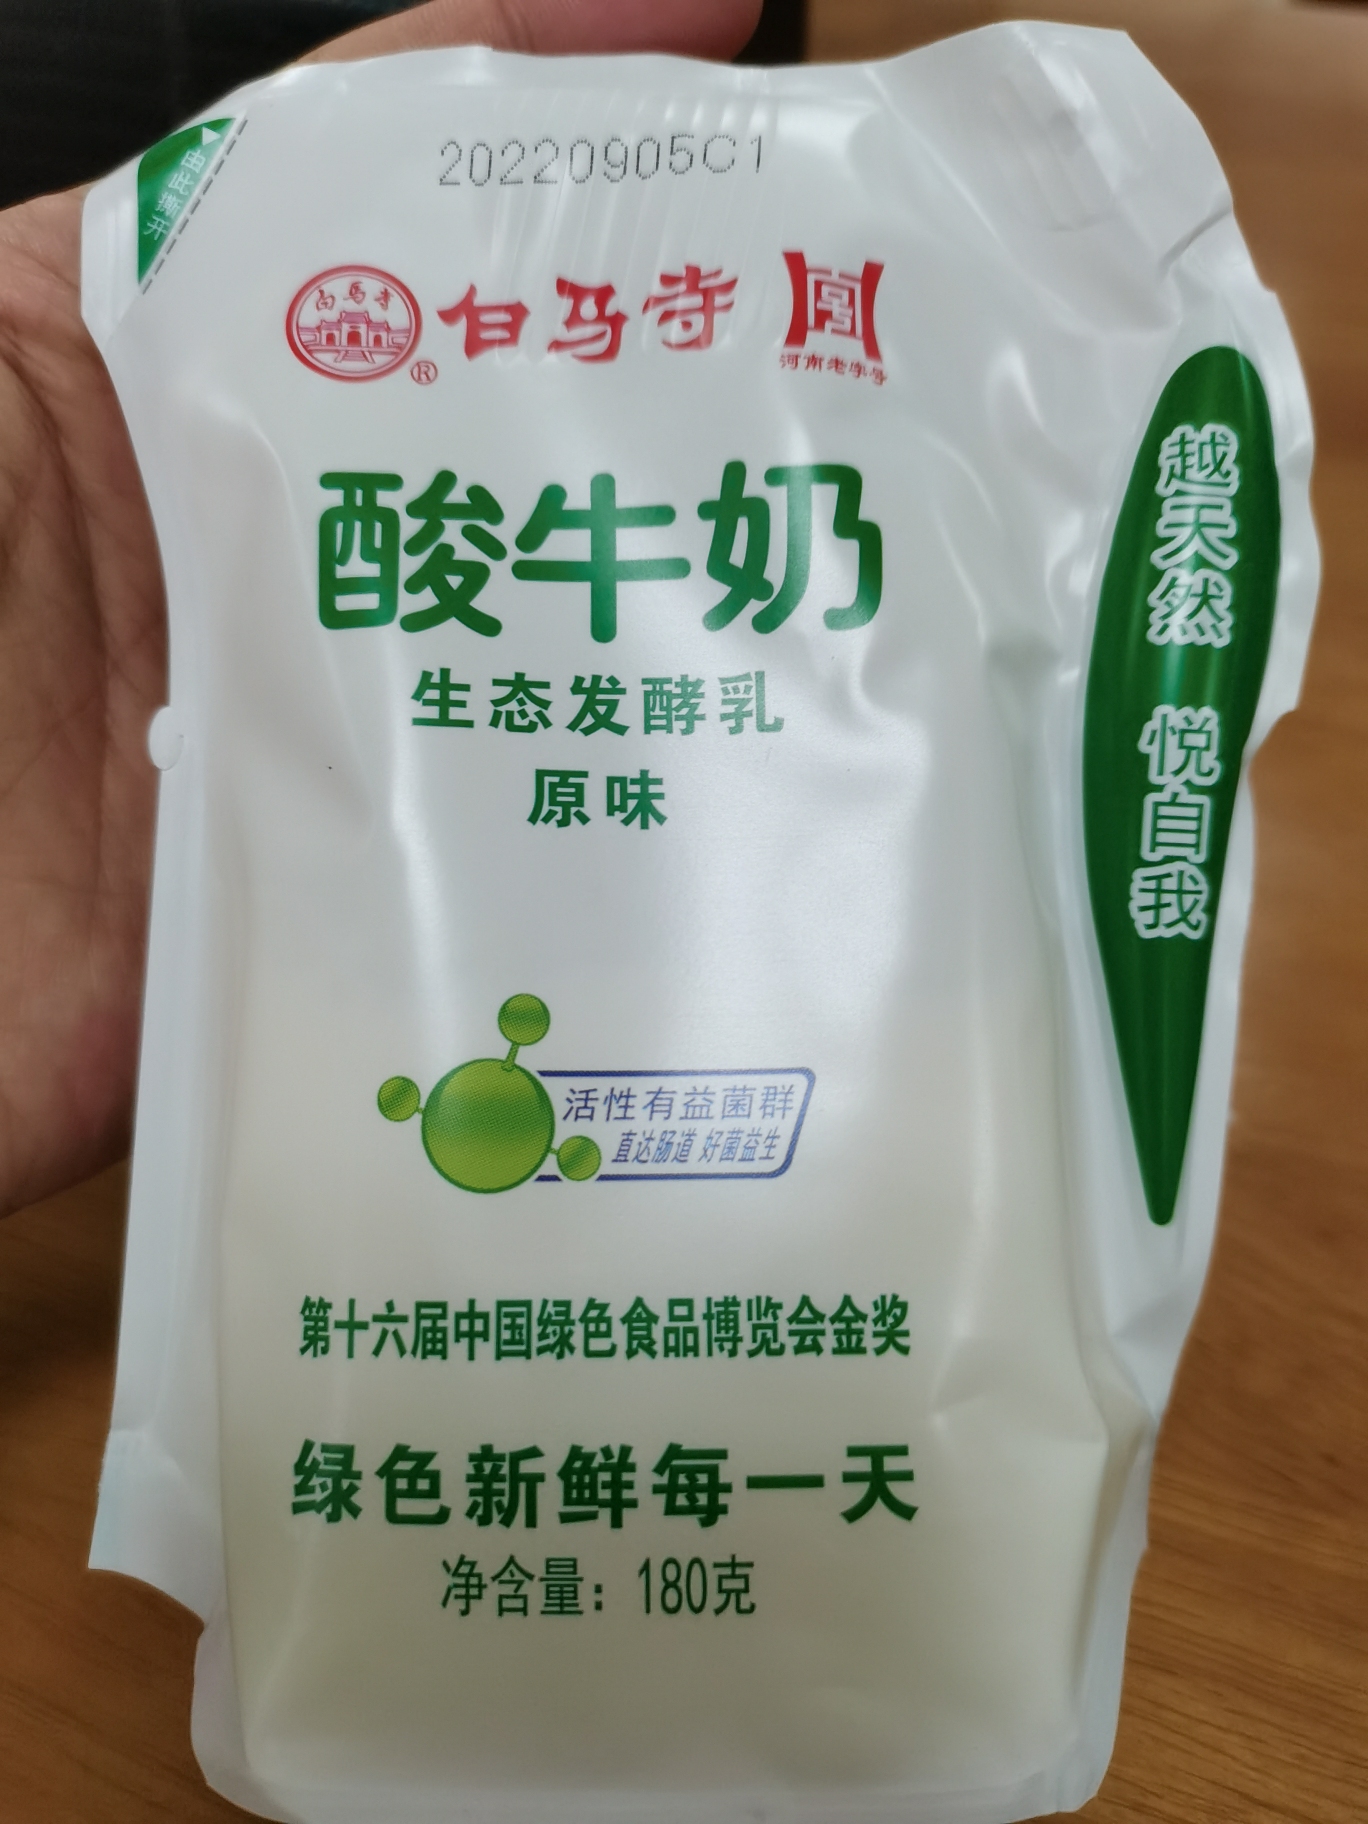 20220905C1
由此撕开
白馬寺
®
白马寺
河南老字号
酸牛奶
生态发酵乳
原味
越天然 悦自我
活性有益菌群
直达肠道 好菌益生
第十六届中国绿色食品博览会金奖
绿色新鲜每一天
净含量：180克